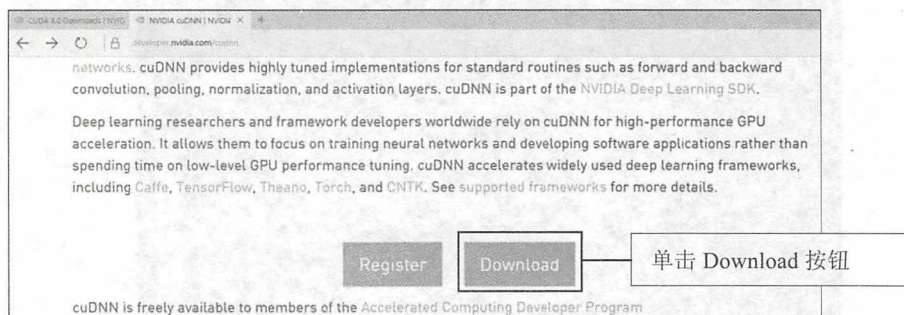 CUDA 8.0 Downloads | NVID
NVIDIA cuDNN | NVIDI
developer.nvidia.com/cudnn
networks. cuDNN provides highly tuned implementations for standard routines such as forward and backward
convolution, pooling, normalization, and activation layers. cuDNN is part of the NVIDIA Deep Learning SDK.
Deep learning researchers and framework developers worldwide rely on cuDNN for high-performance GPU
acceleration. It allows them to focus on training neural networks and developing software applications rather than
spending time on low-level GPU performance tuning. cuDNN accelerates widely used deep learning frameworks,
including Caffe, TensorFlow, Theano, Torch, and CNTK. See supported frameworks for more details.
Register
Download
单击 Download 按钮
cuDNN is freely available to members of the Accelerated Computing Developer Program